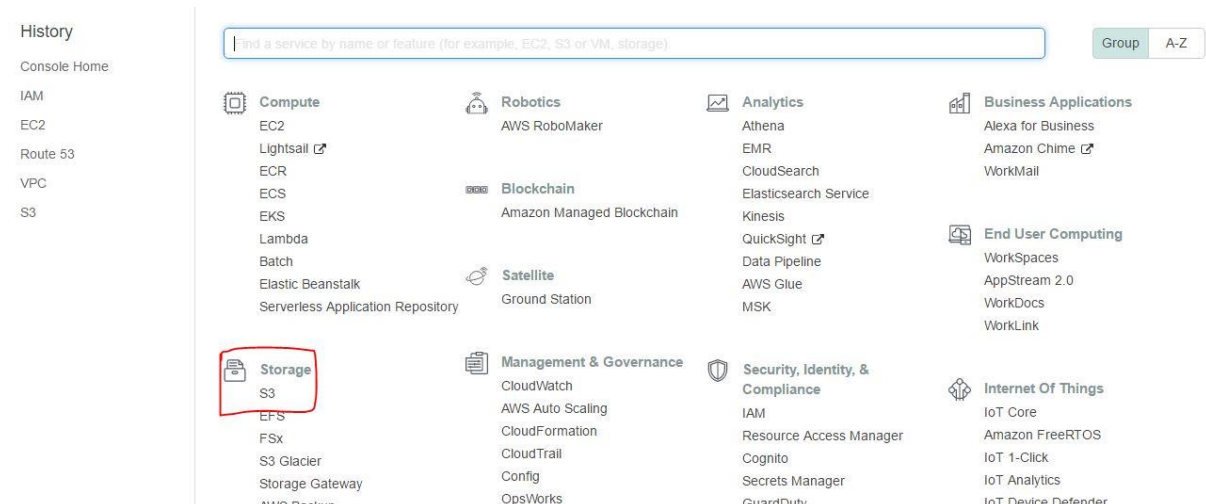 History
Console Home
IAM
EC2
Route 53
VPC
S3
Find a service by name or feature (for example, EC2, S3 or VM, storage).
Group
A-Z
Compute
EC2
Lightsail
ECR
ECS
EKS
Lambda
Batch
Elastic Beanstalk
Serverless Application Repository
Storage
S3
EFS
FSx
S3 Glacier
Storage Gateway
AWS Backup
Robotics
AWS RoboMaker
Blockchain
Amazon Managed Blockchain
Satellite
Ground Station
Management & Governance
CloudWatch
AWS Auto Scaling
CloudFormation
CloudTrail
Config
OpsWorks
Analytics
Athena
EMR
CloudSearch
Elasticsearch Service
Kinesis
QuickSight
Data Pipeline
AWS Glue
MSK
Security, Identity, &
Compliance
IAM
Resource Access Manager
Cognito
Secrets Manager
GuardDuty
Business Applications
Alexa for Business
Amazon Chime
WorkMail
End User Computing
WorkSpaces
AppStream 2.0
WorkDocs
WorkLink
Internet Of Things
IoT Core
Amazon FreeRTOS
IoT 1-Click
IoT Analytics
IoT Device Defender